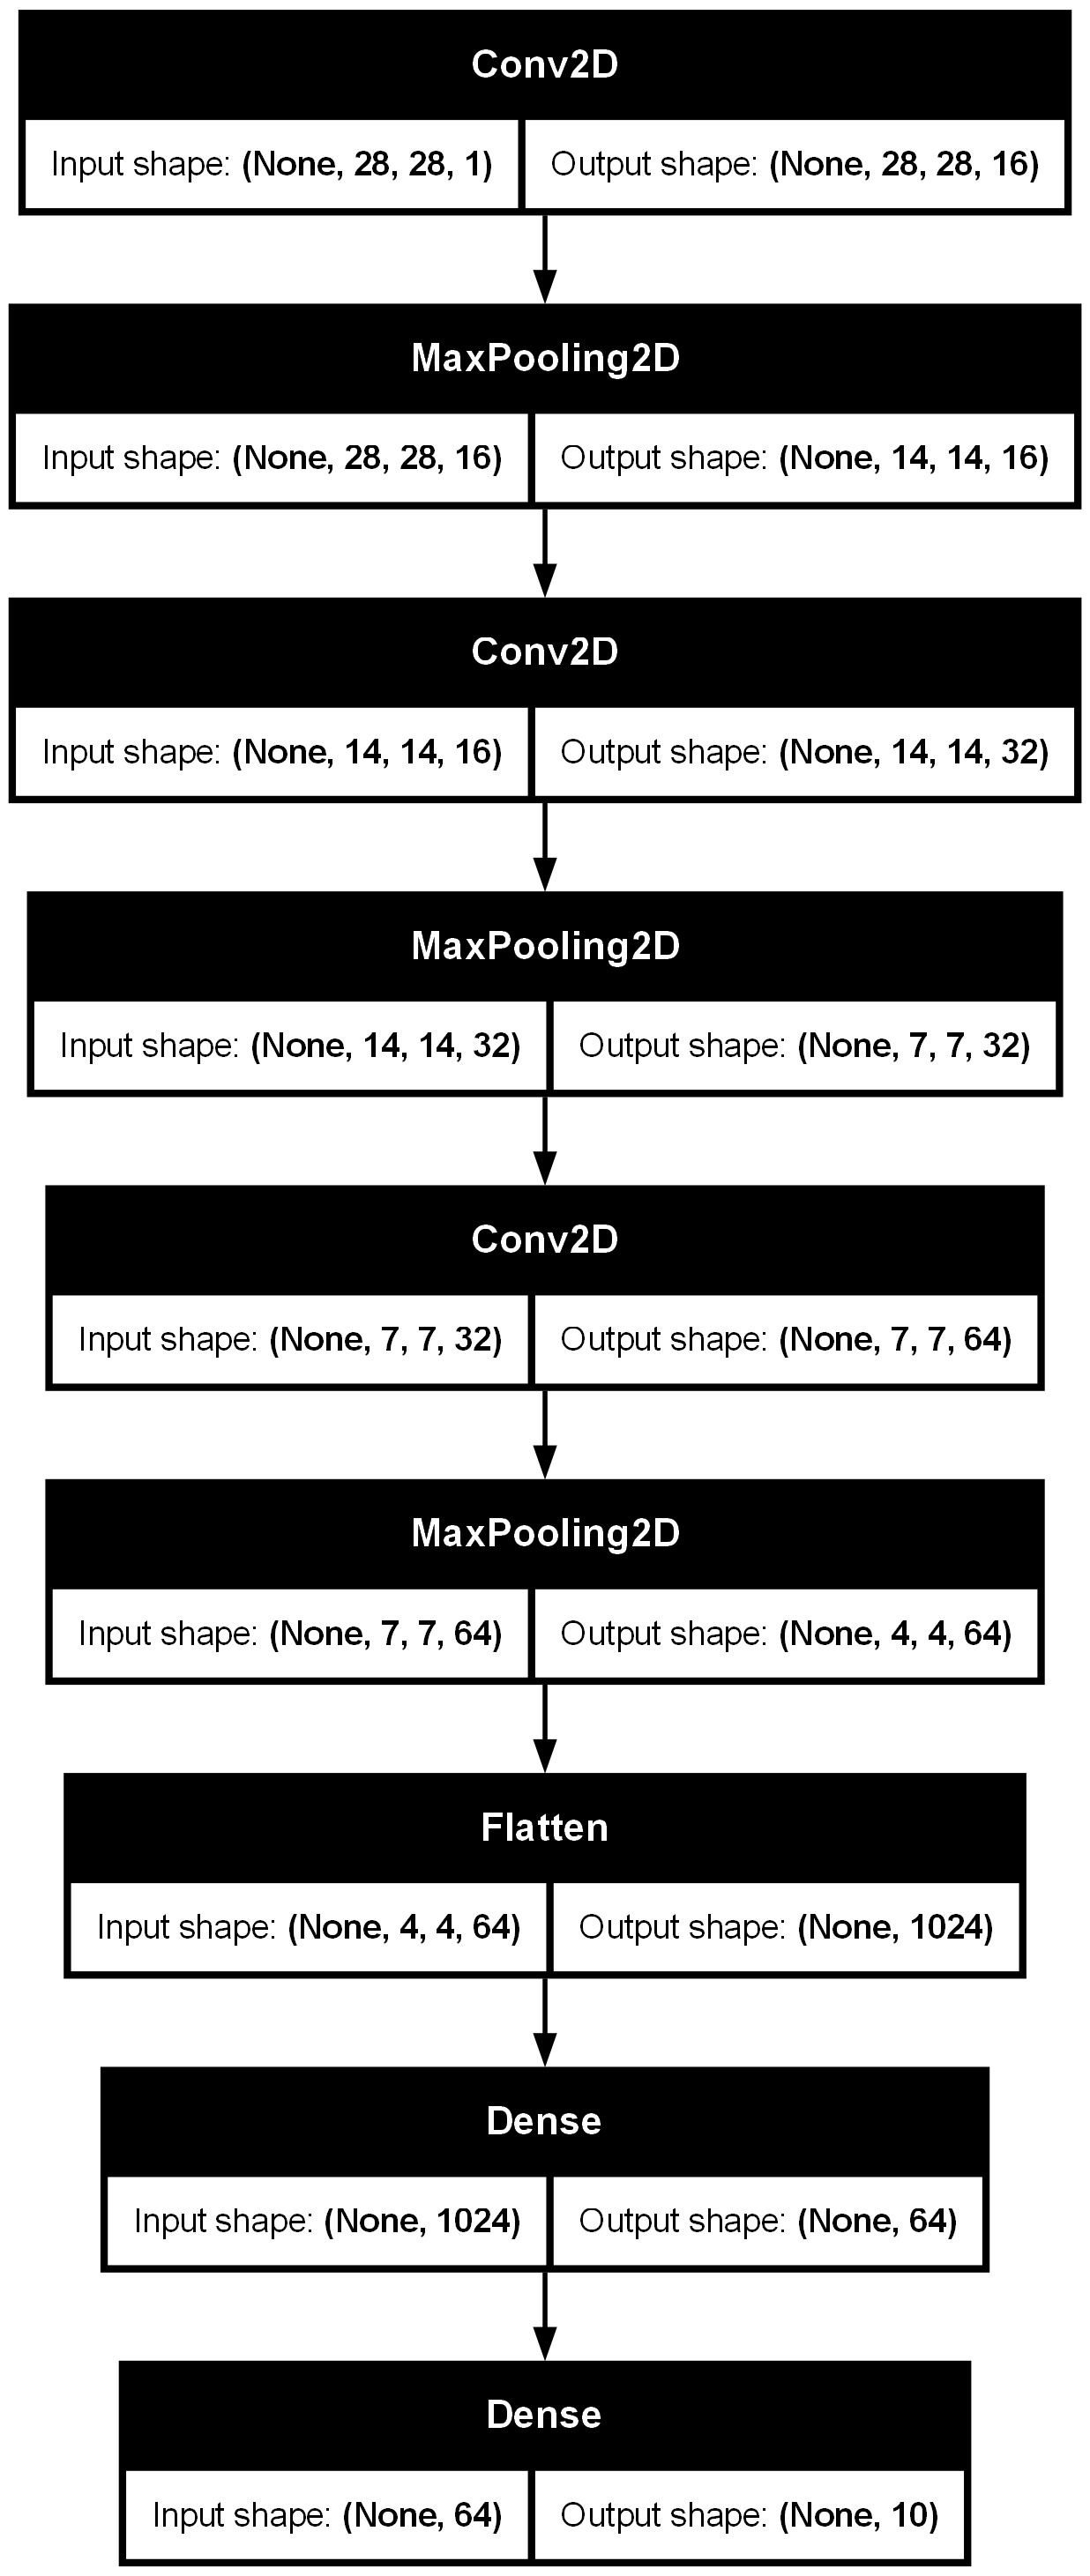 Conv2D
Input shape: (None, 28, 28, 1) Output shape: (None, 28, 28, 16)
MaxPooling2D
Input shape: (None, 28, 28, 16) Output shape: (None, 14, 14, 16)
Conv2D
Input shape: (None, 14, 14, 16) Output shape: (None, 14, 14, 32)
MaxPooling2D
Input shape: (None, 14, 14, 32) Output shape: (None, 7, 7, 32)
Conv2D
Input shape: (None, 7, 7, 32) Output shape: (None, 7, 7, 64)
MaxPooling2D
Input shape: (None, 7, 7, 64) Output shape: (None, 4, 4, 64)
Flatten
Input shape: (None, 4, 4, 64) Output shape: (None, 1024)
Dense
Input shape: (None, 1024) Output shape: (None, 64)
Dense
Input shape: (None, 64) Output shape: (None, 10)